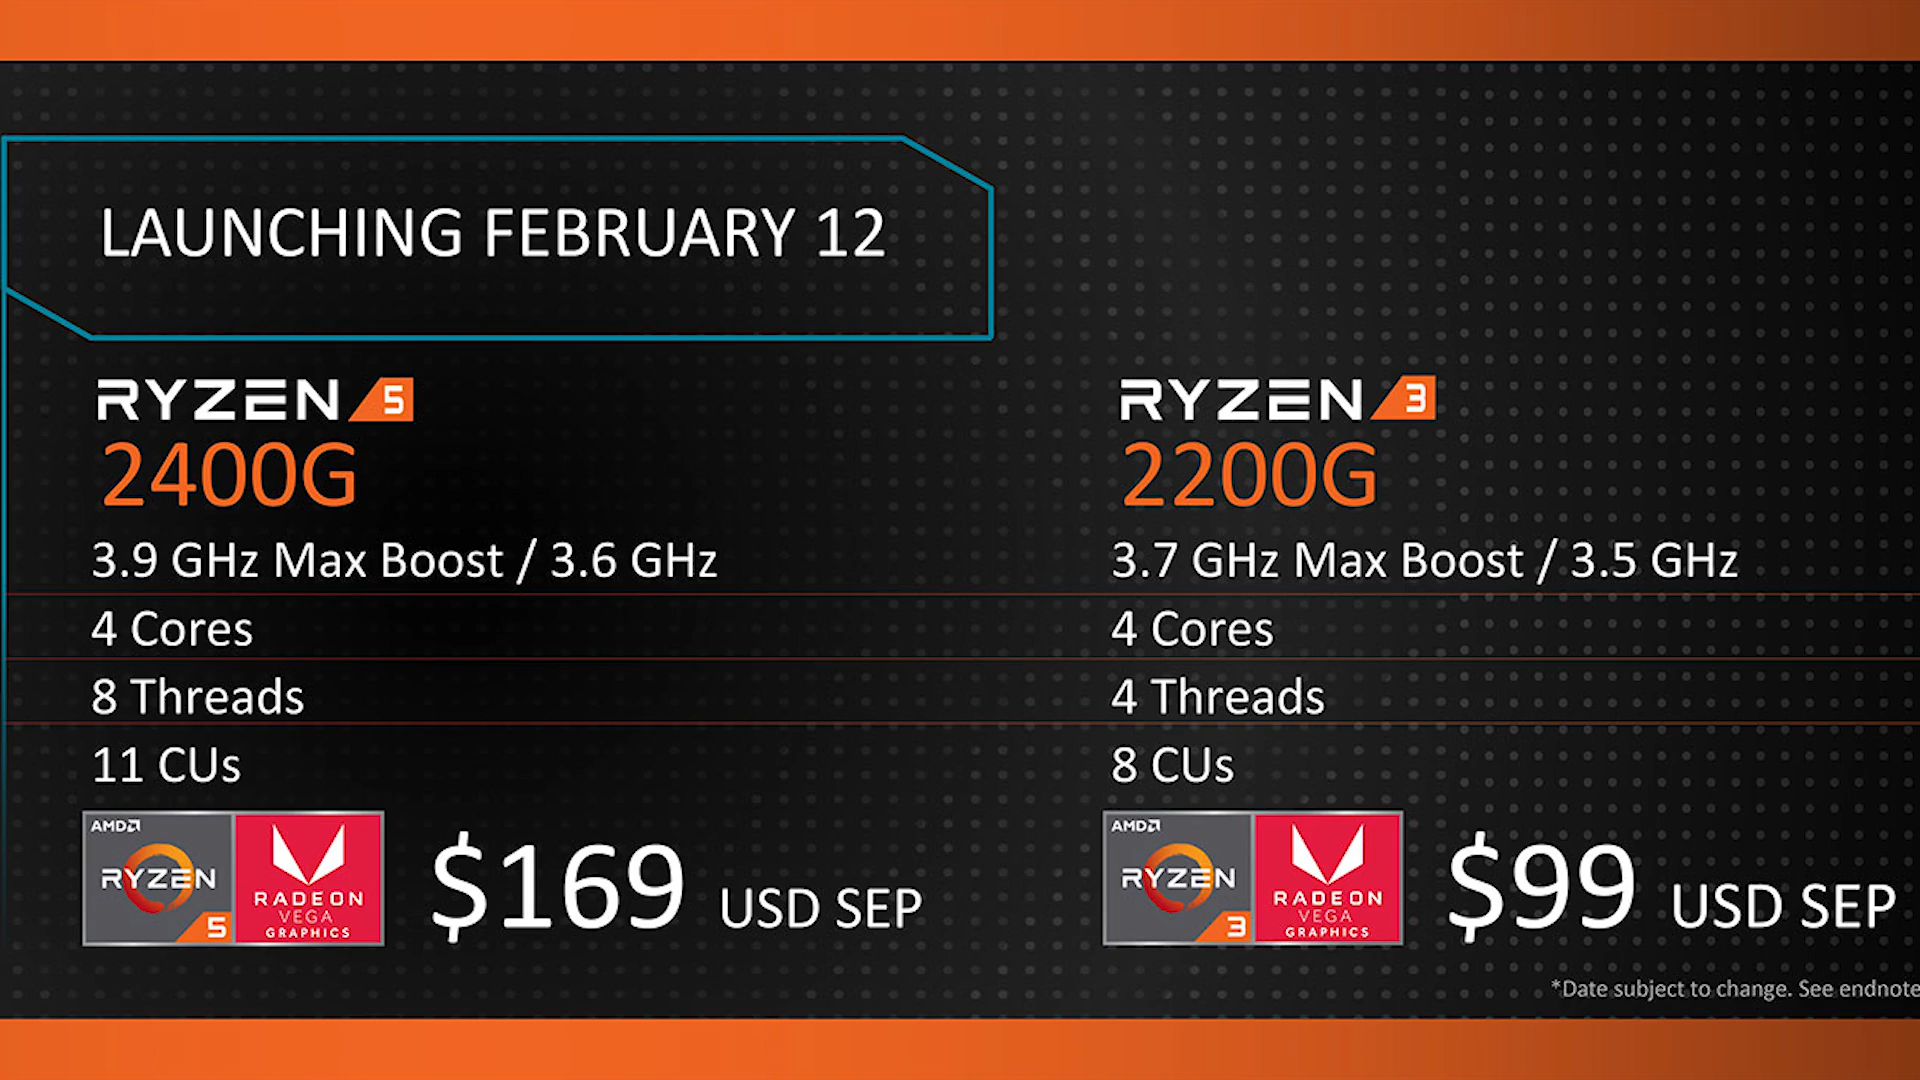 LAUNCHING FEBRUARY 12
RYZEN 5
2400G
3.9 GHz Max Boost / 3.6 GHz
4 Cores
8 Threads
11 CUs
AMD
RYZEN
5
RADEON
VEGA
GRAPHICS
$169 USD SEP
RYZEN 3
2200G
3.7 GHz Max Boost / 3.5 GHz
4 Cores
4 Threads
8 CUs
AMD
RYZEN
3
RADEON
VEGA
GRAPHICS
$99 USD SEP
*Date subject to change. See endnote